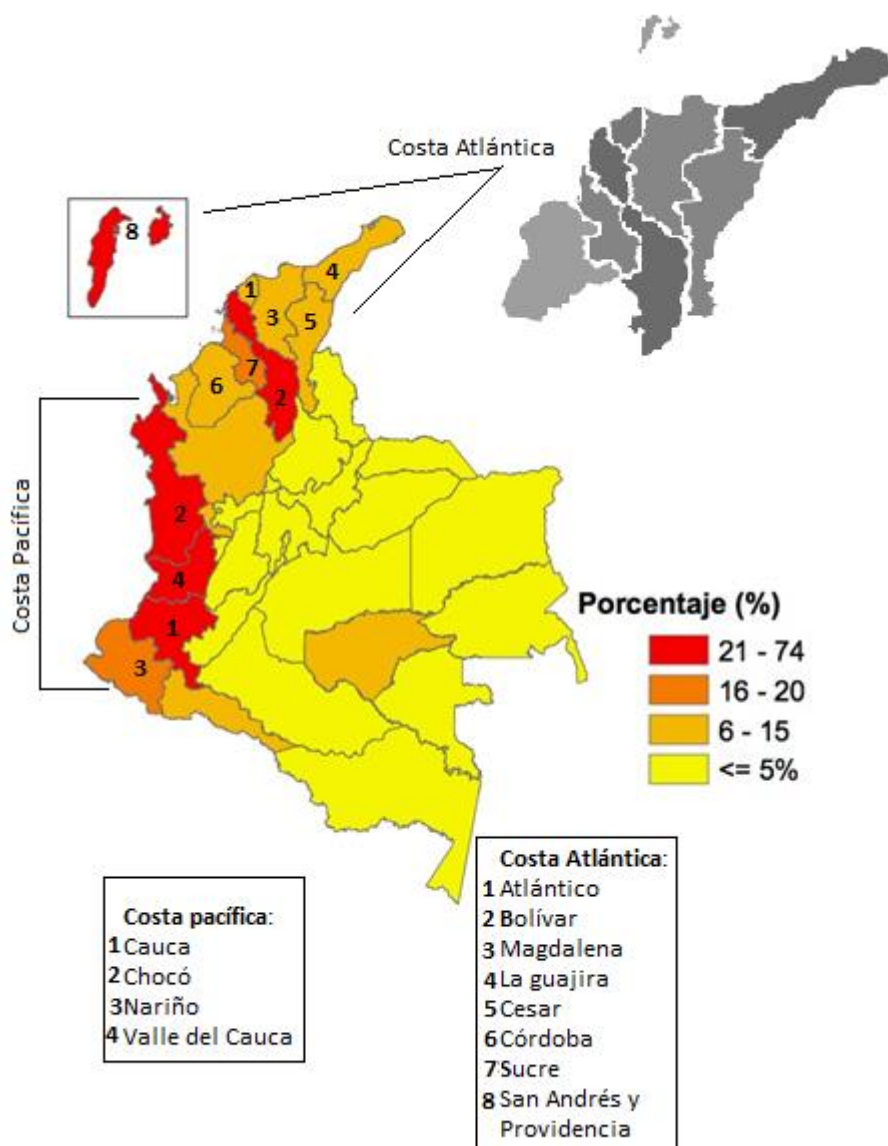 Costa Atlántica
8
1
4
3
5
7
6
2
Costa Pacífica
2
4
1
3
Porcentaje (%)
21 - 74
16 - 20
6 - 15
<= 5%
Costa pacífica:
1 Cauca
2 Chocó
3 Nariño
4 Valle del Cauca
Costa Atlántica:
1 Atlántico
2 Bolívar
3 Magdalena
4 La guajira
5 Cesar
6 Córdoba
7 Sucre
8 San Andrés y
Providencia